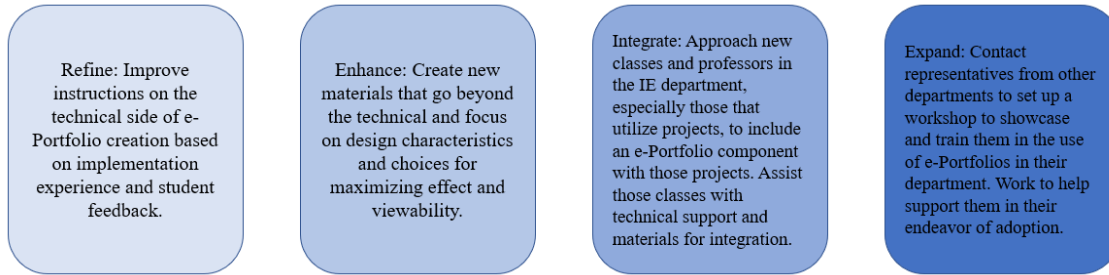 Refine: Improve
instructions on the
technical side of e-
Portfolio creation based
on implementation
experience and student
feedback.
Enhance: Create new
materials that go beyond
the technical and focus
on design characteristics
and choices for
maximizing effect and
viewability.
Integrate: Approach new
classes and professors in
the IE department,
especially those that
utilize projects, to include
an e-Portfolio component
with those projects. Assist
those classes with
technical support and
materials for integration.
Expand: Contact
representatives from other
departments to set up a
workshop to showcase
and train them in the use
of e-Portfolios in their
department. Work to help
support them in their
endeavor of adoption.